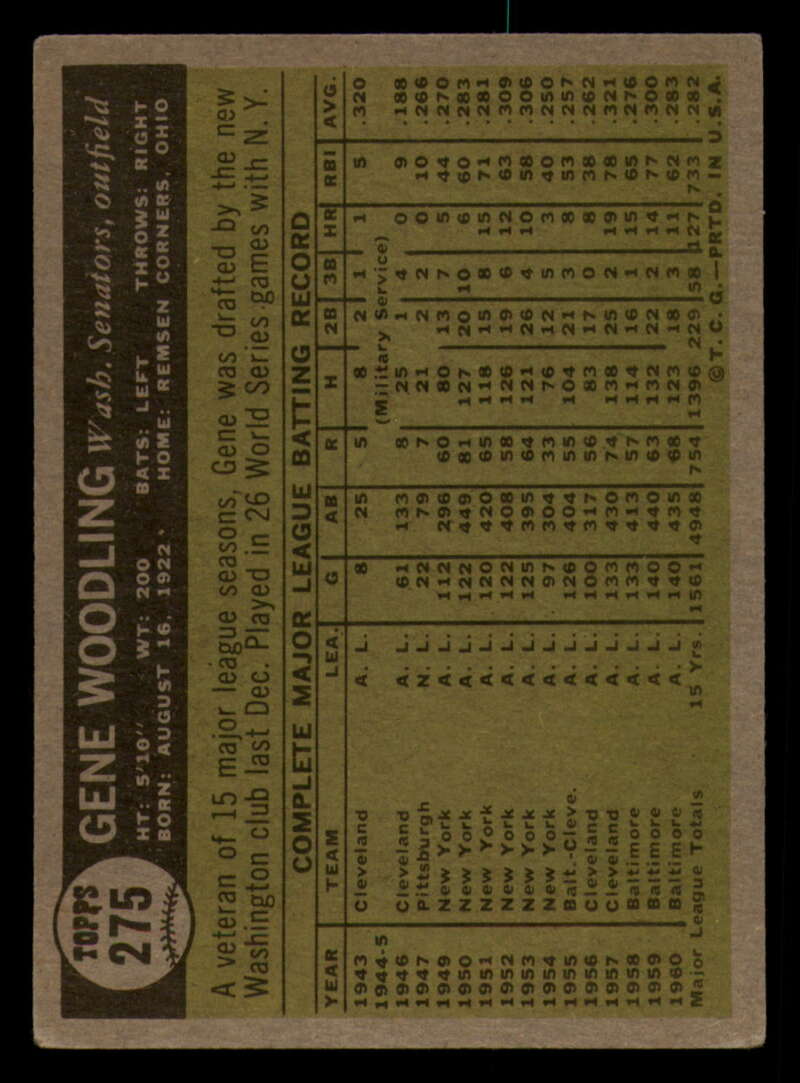 TOPPS
275
GENE WOODLING Wash. Senators, outfield
HT: 5'10" WT: 200 BATS: LEFT THROWS: RIGHT
BORN: AUGUST 16, 1922 HOME: REMSEN CORNERS, OHIO
A veteran of 15 major league seasons, Gene was drafted by the new
Washington club last Dec. Played in 26 World Series games with N. Y.
COMPLETE MAJOR LEAGUE BATTING RECORD
YEAR TEAM LEA. G AB R H 2B 3B HR RBI AVG.
1943 Cleveland A. L. 8 25 5 8 2 1 1 5 .320
1944-5 (Military Service)
1946 Cleveland A. L. 61 133 8 25 1 4 0 9 .188
1947 Pittsburgh N. L. 22 79 7 21 2 2 0 10 .266
1949 New York A. L. 112 296 60 80 13 7 5 44 .270
1950 New York A. L. 122 449 81 127 20 10 6 60 .283
1951 New York A. L. 120 420 65 118 15 8 15 71 .281
1952 New York A. L. 122 408 58 126 19 6 12 63 .309
1953 New York A. L. 125 395 64 121 26 4 10 58 .306
1954 New York A. L. 97 304 33 76 12 5 3 40 .250
1955 Balt.-Cleve. A. L. 126 404 55 104 21 3 8 53 .257
1956 Cleveland A. L. 100 317 56 83 17 0 8 38 .262
1957 Cleveland A. L. 133 430 74 138 25 2 19 78 .321
1958 Baltimore A. L. 133 413 57 114 16 1 15 65 .276
1959 Baltimore A. L. 140 440 63 132 22 2 14 77 .300
1960 Baltimore A. L. 140 435 68 123 18 3 11 62 .283
Major League Totals 15 Yrs. 1561 4948 754 1396 229 58 127 733 .282
© T. C. G.—PRTD. IN U.S.A.